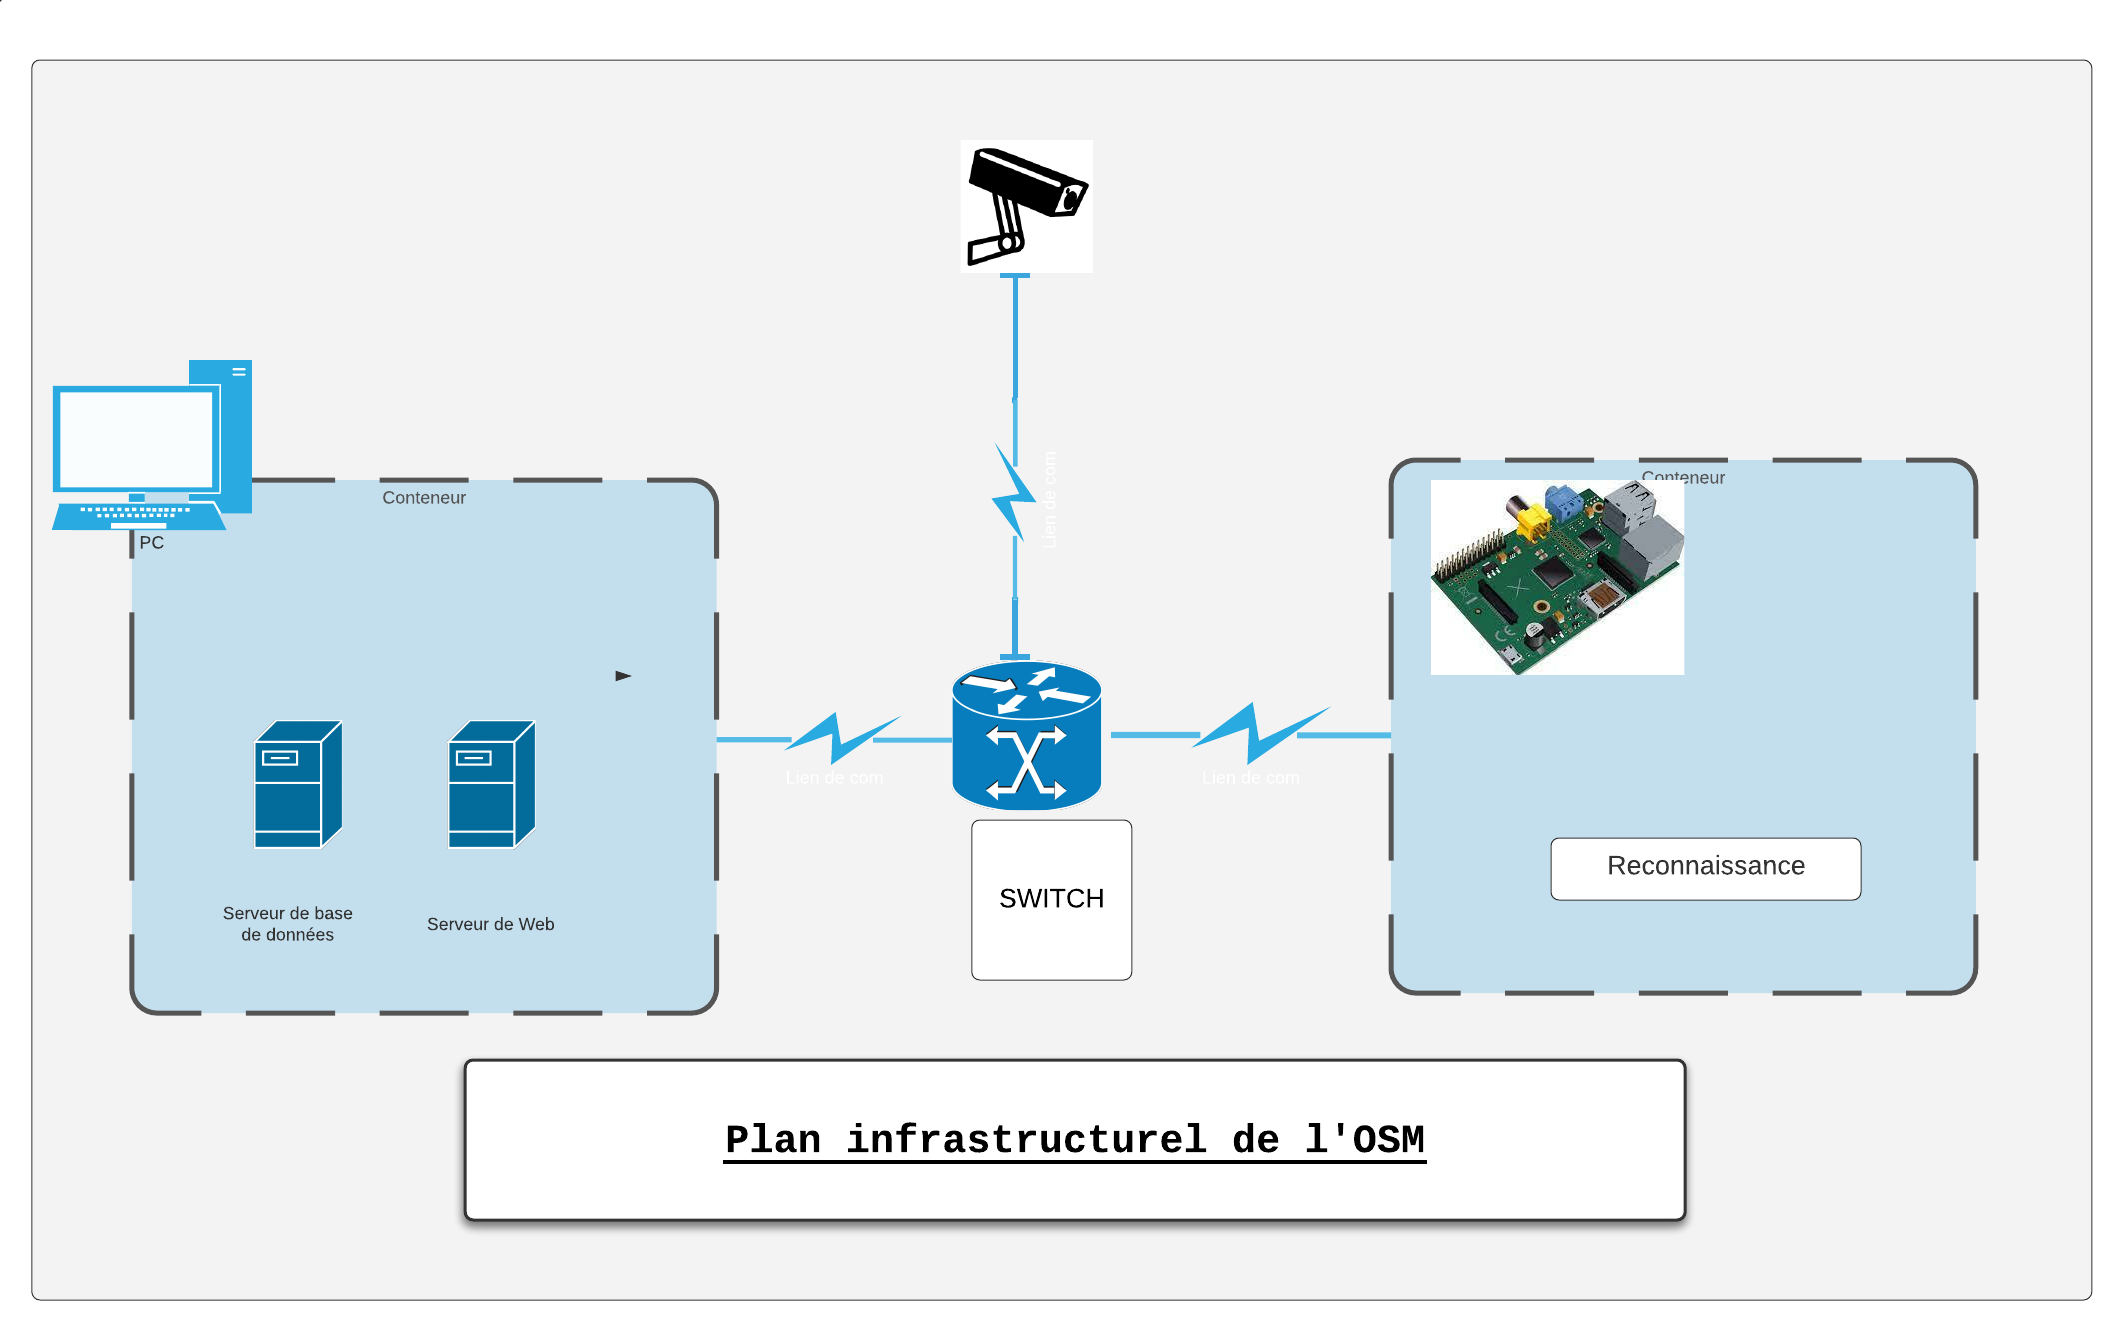 Lien de com
Conteneur
Conteneur
PC
Lien de com
Lien de com
Reconnaissance
SWITCH
Serveur de base
de données
Serveur de Web
Plan infrastructurel de l'OSM